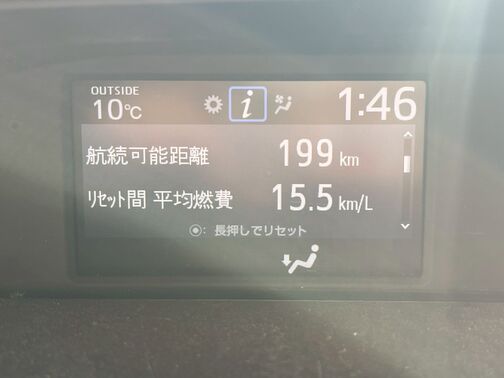 OUTSIDE
10℃
i
1:46
航続可能距離 199 km
ﾘｾｯﾄ間 平均燃費 15.5 km/L
◉: 長押しでリセット